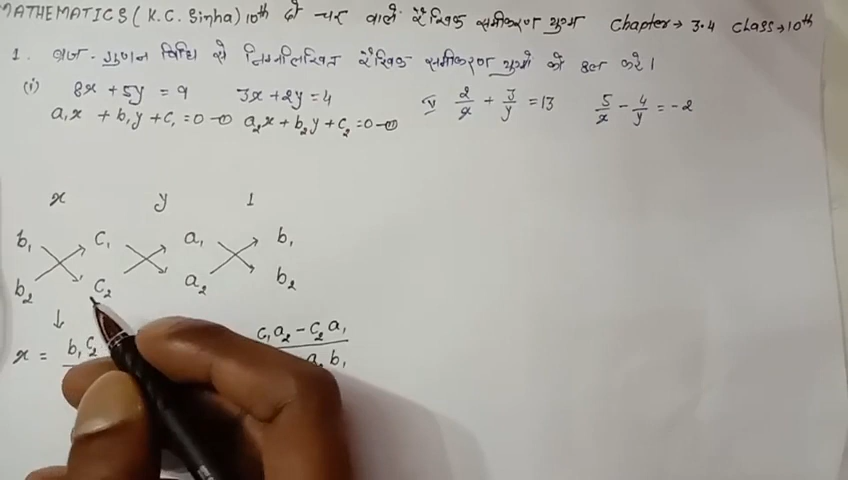 MATHEMATICS (K.C. Sinha) 10th दो चर वाले रैखिक समीकरण युग्म Chapter → 3.4 Class → 10th
1. वज्र-गुणन विधि से निम्नलिखित रैखिक समीकरण युग्मो को हल करे।
(i) 8x + 5y = 9 3x + 2y = 4 v 2/x + 3/y = 13 5/x - 4/y = -2
a₁x + b₁y + c₁ = 0 - ① a₂x + b₂y + c₂ = 0 - ⑪
x y 1
b₁ c₁ a₁ b₁
b₂ c₂ a₂ b₂
↓
x = b₁c₂ c₁a₂ - c₂a₁
b₁